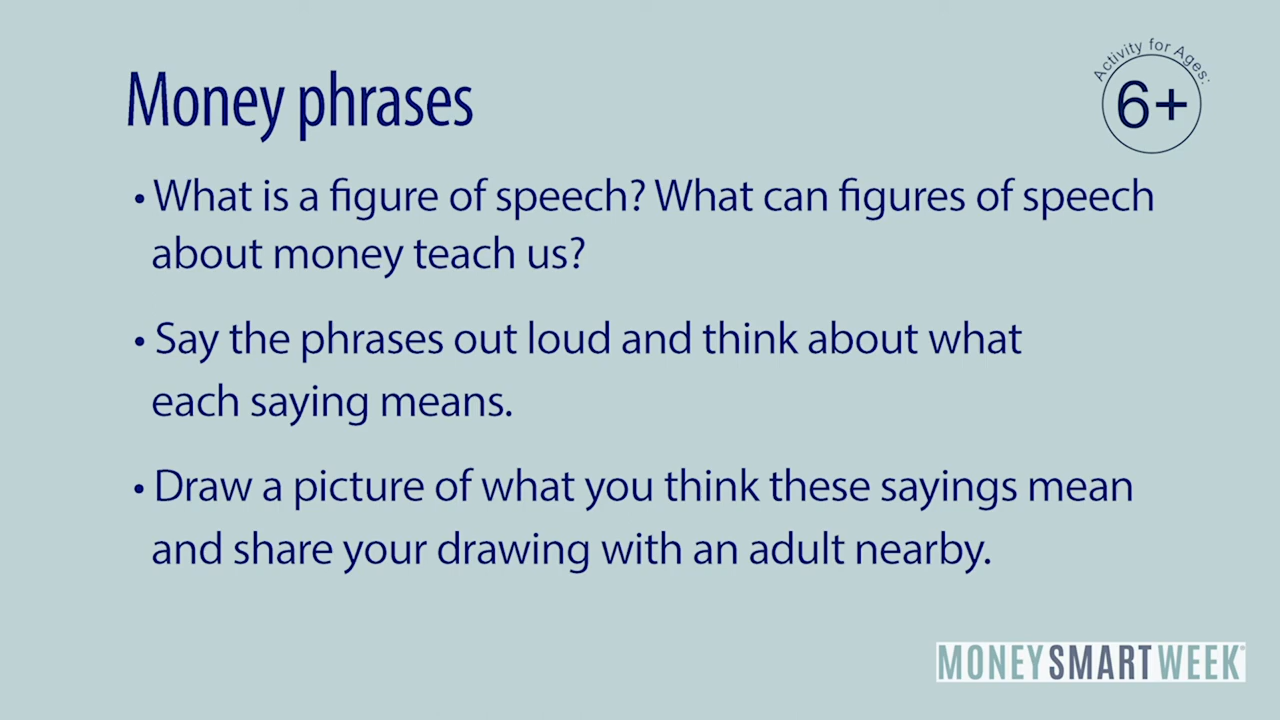 Activity for Ages:
6+
Money phrases
• What is a figure of speech? What can figures of speech
about money teach us?
• Say the phrases out loud and think about what
each saying means.
• Draw a picture of what you think these sayings mean
and share your drawing with an adult nearby.
MONEYSMARTWEEK®